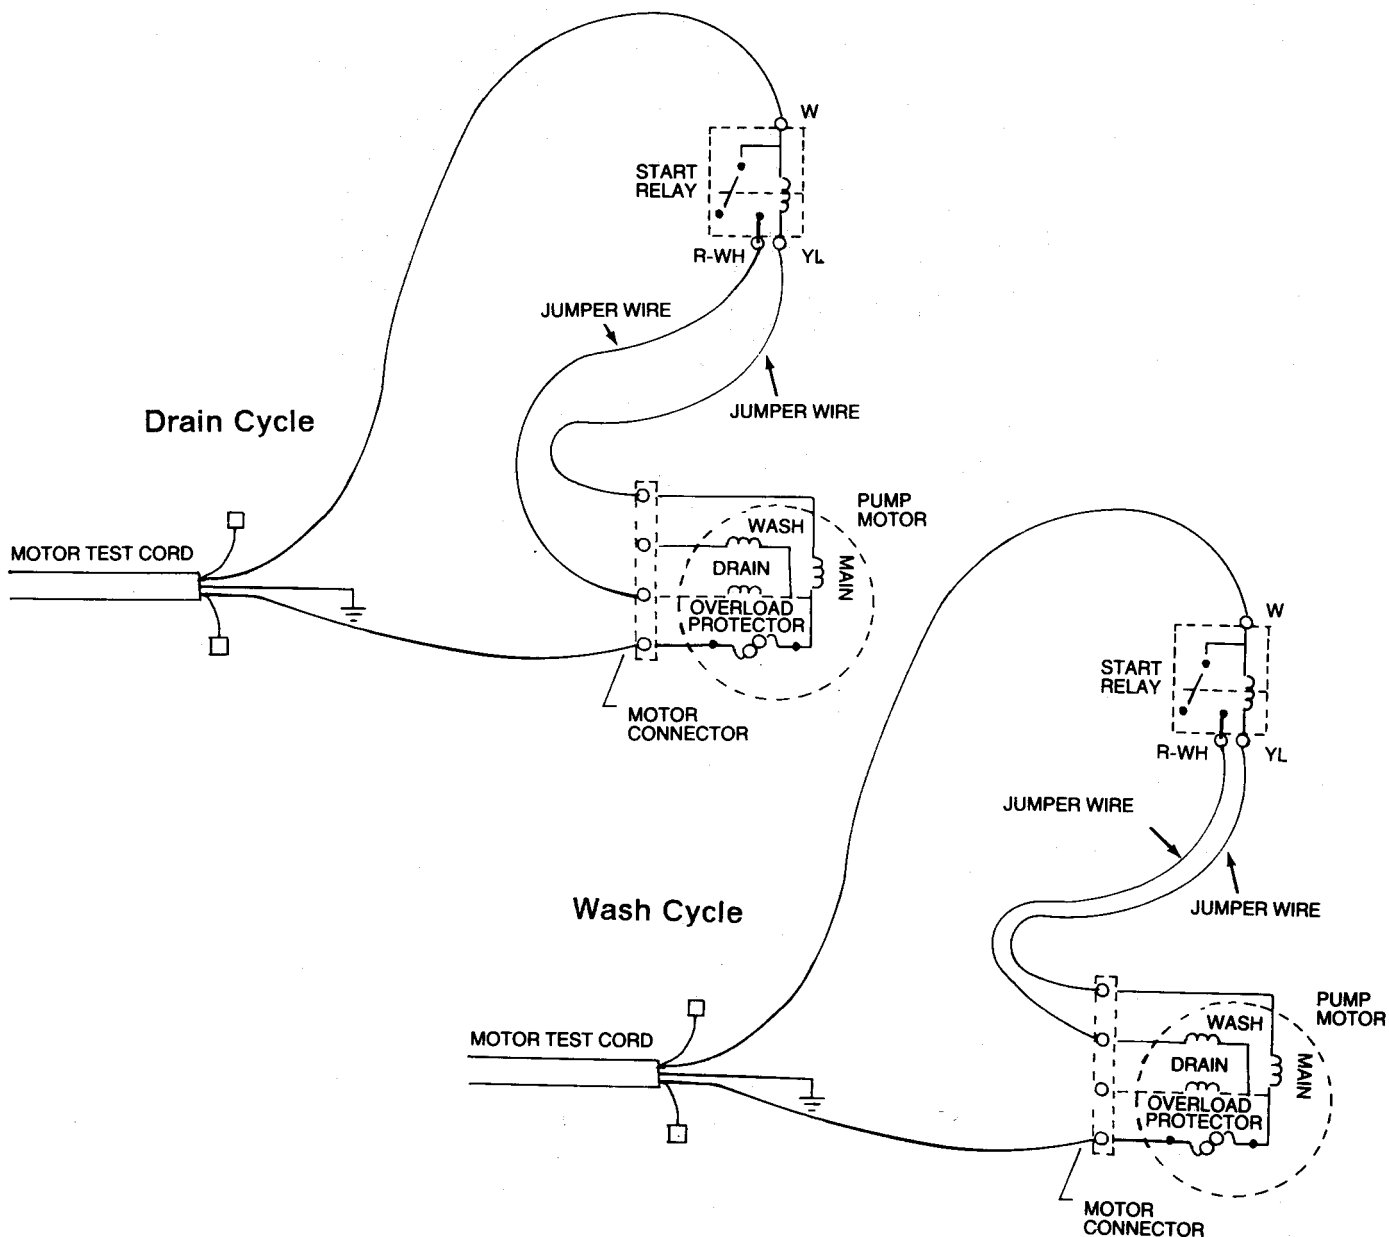 W
START
RELAY
R-WH
YL
JUMPER WIRE
JUMPER WIRE
Drain Cycle
MOTOR TEST CORD
PUMP
MOTOR
WASH
DRAIN
MAIN
OVERLOAD
PROTECTOR
MOTOR
CONNECTOR
W
START
RELAY
R-WH
YL
JUMPER WIRE
JUMPER WIRE
Wash Cycle
MOTOR TEST CORD
PUMP
MOTOR
WASH
DRAIN
MAIN
OVERLOAD
PROTECTOR
MOTOR
CONNECTOR